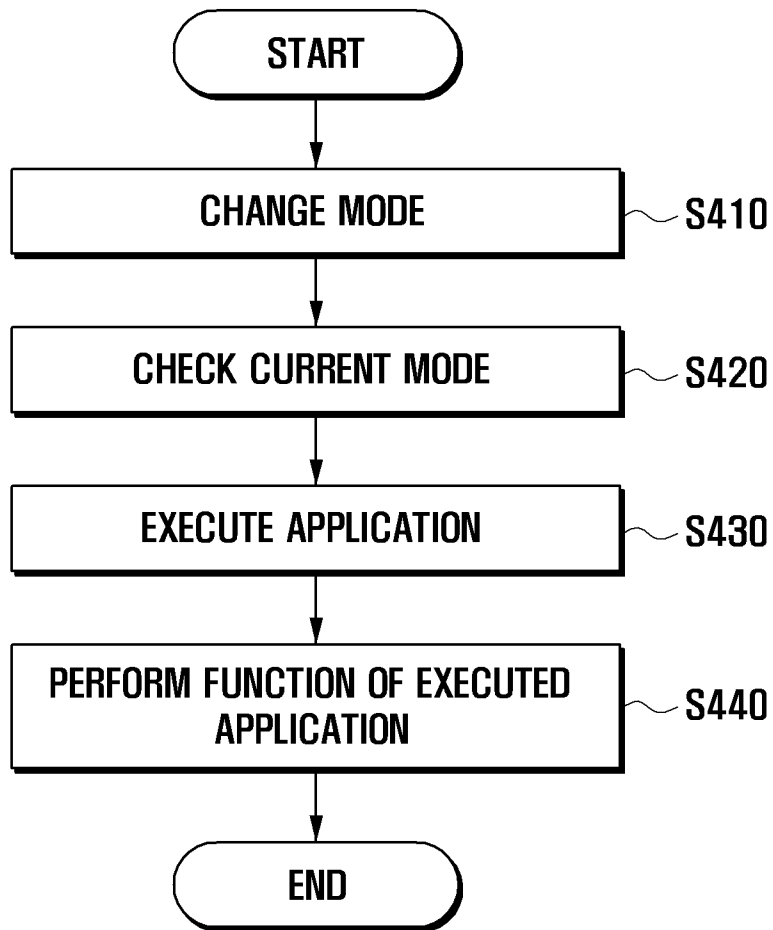 START
CHANGE MODE
S410
CHECK CURRENT MODE
S420
EXECUTE APPLICATION
S430
PERFORM FUNCTION OF EXECUTED
APPLICATION
S440
END